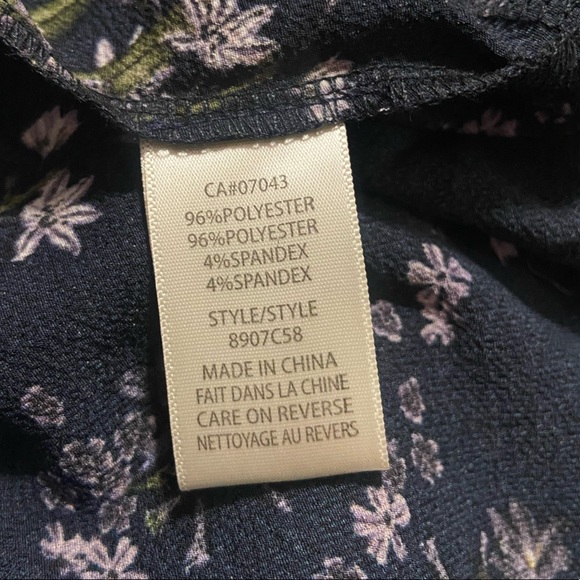 CA#07043
96%POLYESTER
96%POLYESTER
4%SPANDEX
4%SPANDEX
STYLE/STYLE
8907C58
MADE IN CHINA
FAIT DANS LA CHINE
CARE ON REVERSE
NETTOYAGE AU REVERS